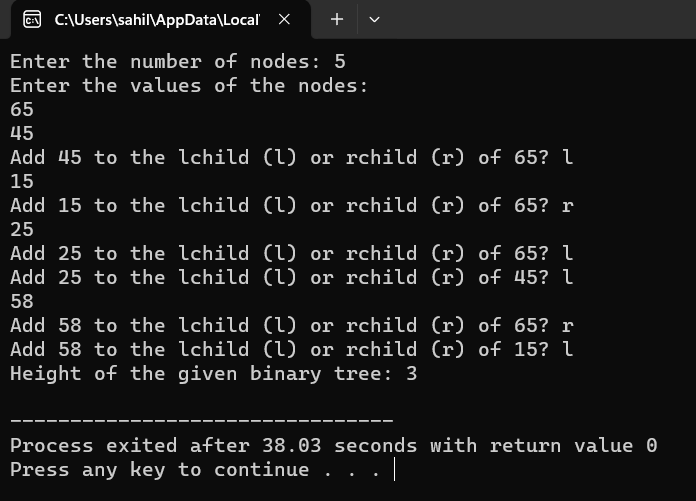 C:\Users\sahil\AppData\Local'
Enter the number of nodes: 5
Enter the values of the nodes:
65
45
Add 45 to the lchild (l) or rchild (r) of 65? l
15
Add 15 to the lchild (l) or rchild (r) of 65? r
25
Add 25 to the lchild (l) or rchild (r) of 65? l
Add 25 to the lchild (l) or rchild (r) of 45? l
58
Add 58 to the lchild (l) or rchild (r) of 65? r
Add 58 to the lchild (l) or rchild (r) of 15? l
Height of the given binary tree: 3
--------------------------------
Process exited after 38.03 seconds with return value 0
Press any key to continue . . .